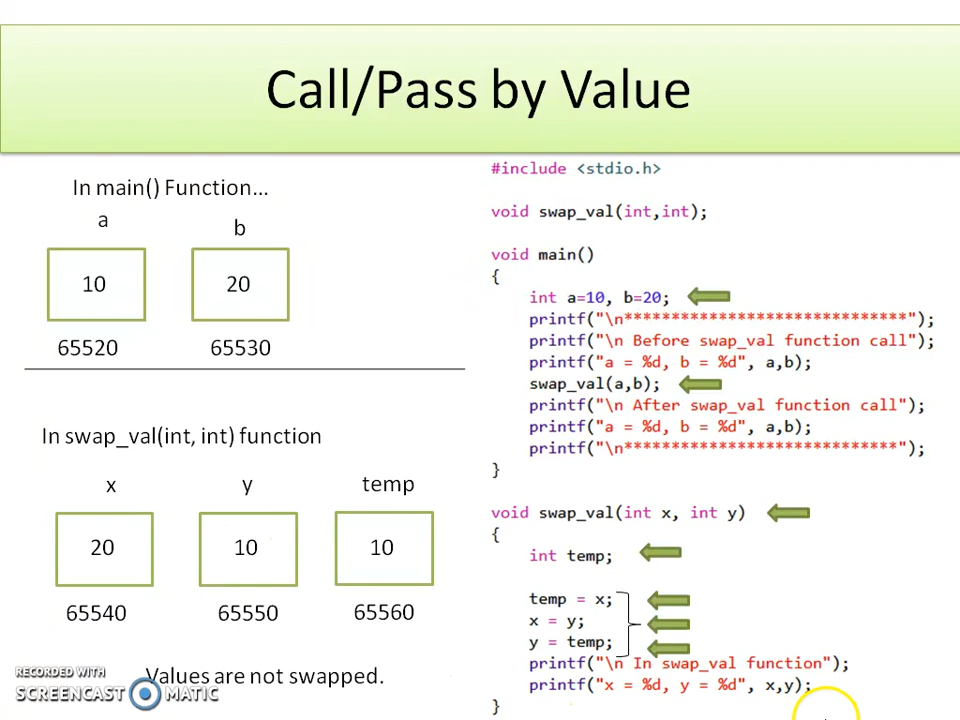 Call/Pass by Value
In main() Function...
a
b
10
20
65520
65530
In swap_val(int, int) function
x
y
temp
20
10
10
65540
65550
65560
Values are not swapped.
RECORDED WITH
SCREENCAST MATIC
#include <stdio.h>
void swap_val(int,int);
void main()
{
int a=10, b=20;
printf("\n******************************");
printf("\n Before swap_val function call");
printf("a = %d, b = %d", a,b);
swap_val(a,b);
printf("\n After swap_val function call");
printf("a = %d, b = %d", a,b);
printf("\n*****************************");
}
void swap_val(int x, int y)
{
int temp;
temp = x;
x = y;
y = temp;
printf("\n In swap_val function");
printf("x = %d, y = %d", x,y);
}